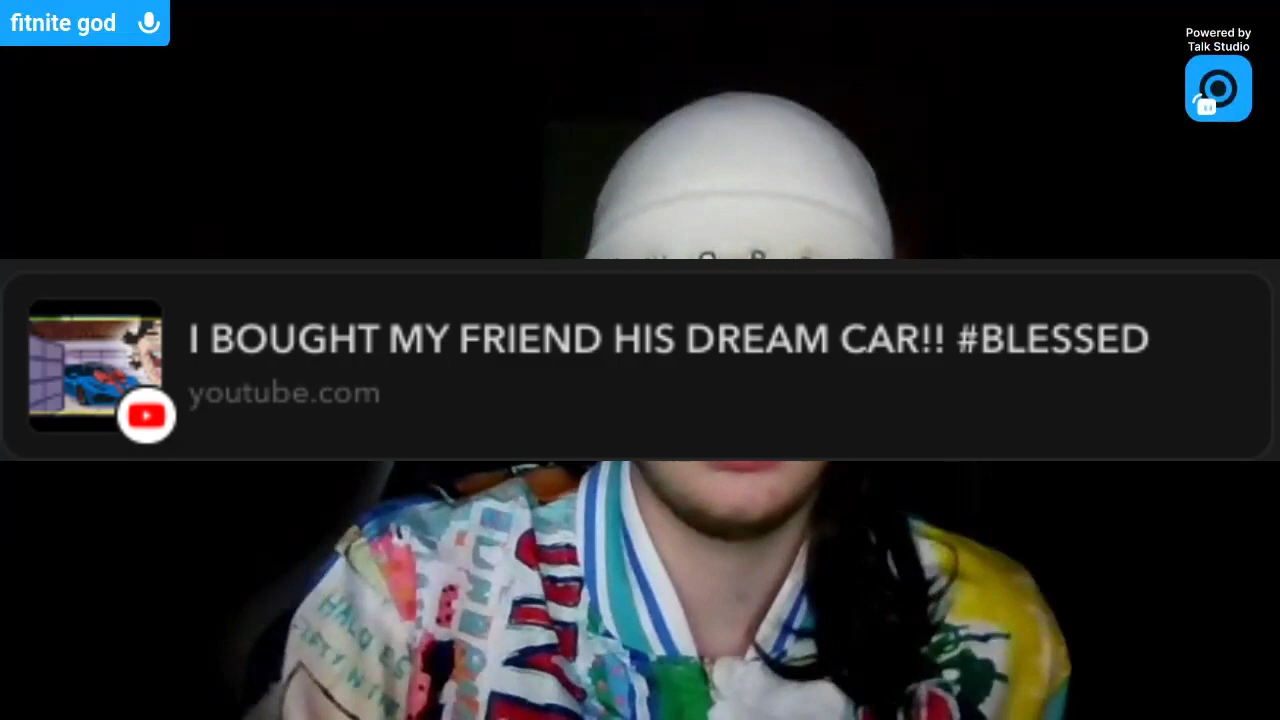 fitnite god
Powered by
Talk Studio
I BOUGHT MY FRIEND HIS DREAM CAR!! #BLESSED
youtube.com